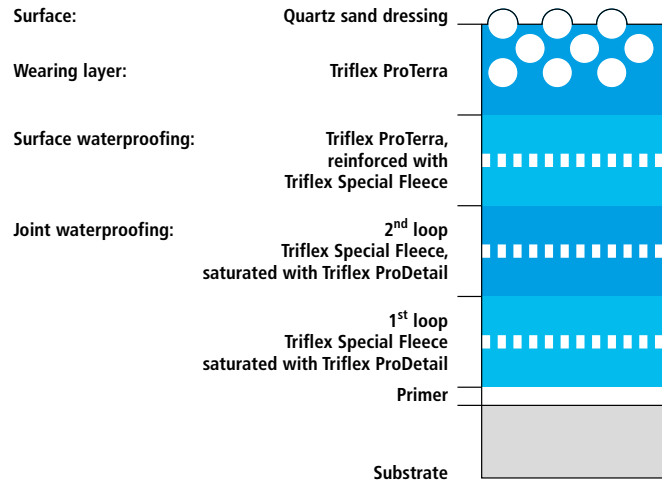 Surface: Quartz sand dressing
Wearing layer: Triflex ProTerra
Surface waterproofing: Triflex ProTerra,
reinforced with
Triflex Special Fleece
Joint waterproofing: 2nd loop
Triflex Special Fleece,
saturated with Triflex ProDetail
1st loop
Triflex Special Fleece
saturated with Triflex ProDetail
Primer
Substrate